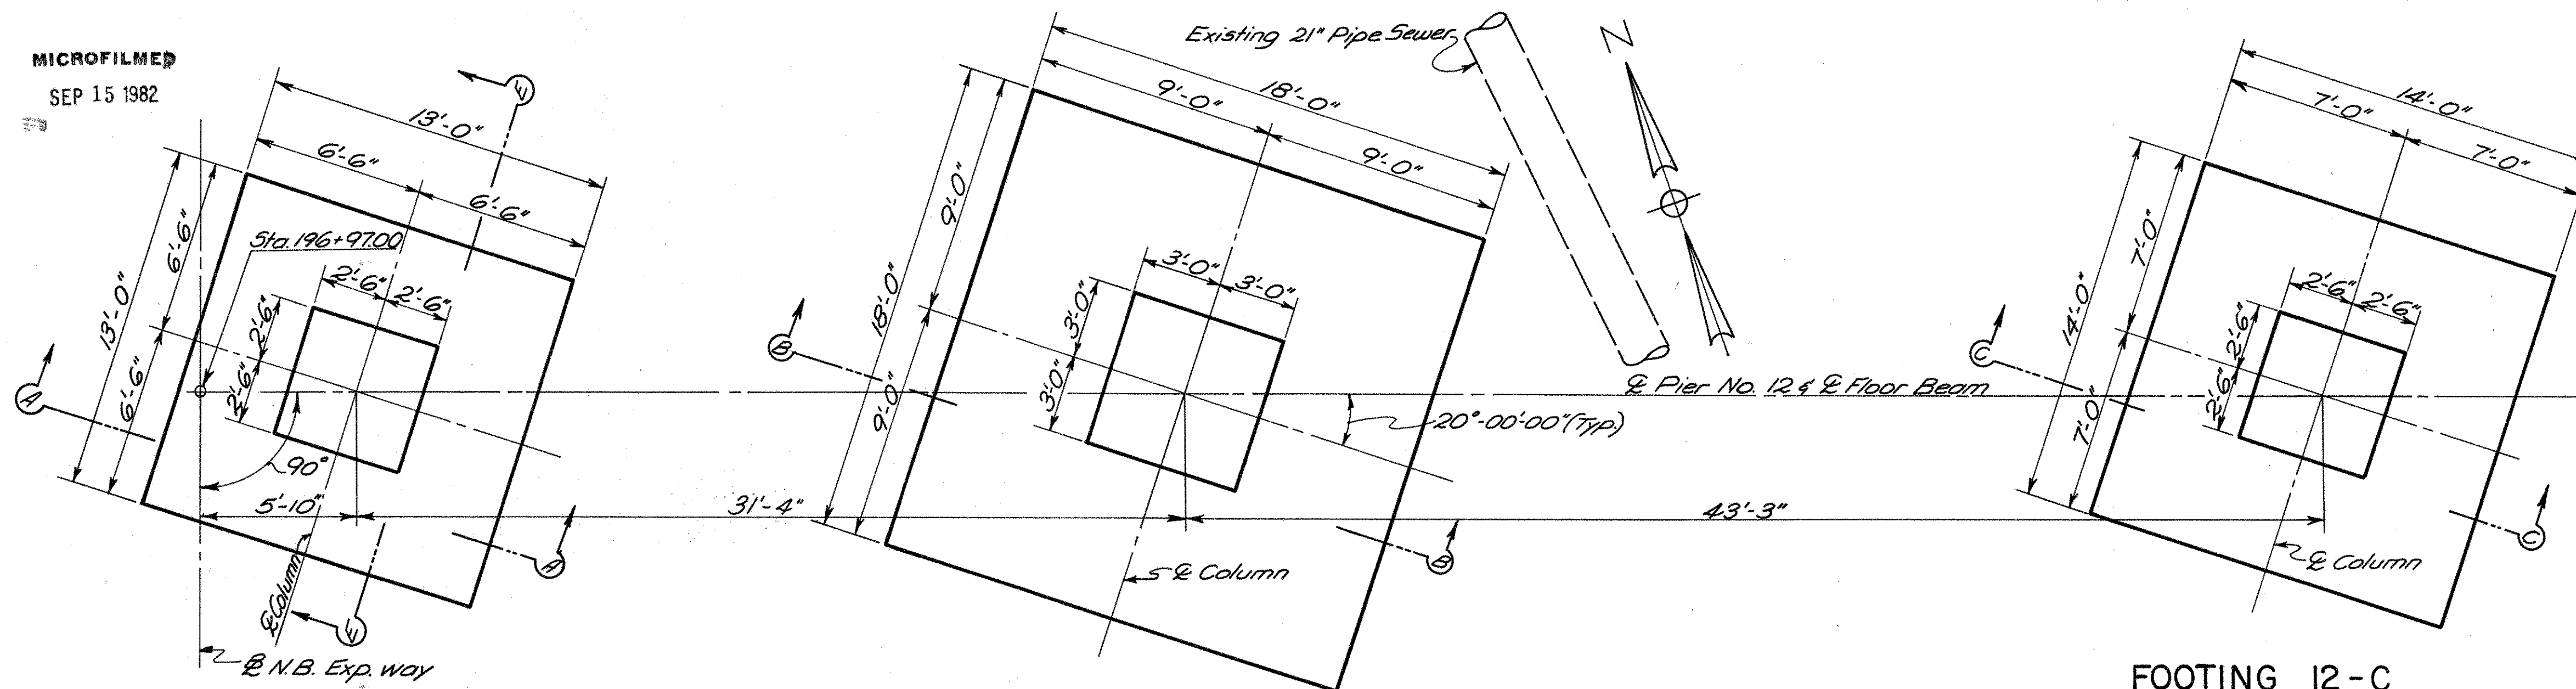 MICROFILMED
SEP 15 1982
Existing 21" Pipe Sewer
N
E
13'-0"
6'-6"
6'-6"
13'-0"
6'-6"
6'-6"
Sta. 196+97.00
2'-6"
2'-6"
2'-6"
2'-6"
A
90°
5'-10"
A
℄ Column
E
℄ N.B. Exp. way
18'-0"
9'-0"
9'-0"
18'-0"
9'-0"
9'-0"
3'-0"
3'-0"
3'-0"
3'-0"
B
℄ Pier No. 12 & ℄ Floor Beam
20°-00'-00" (Typ.)
31'-4"
43'-3"
B
℄ Column
14'-0"
7'-0"
7'-0"
14'-0"
7'-0"
7'-0"
2'-6"
2'-6"
2'-6"
2'-6"
C
C
℄ Column
FOOTING 12-C